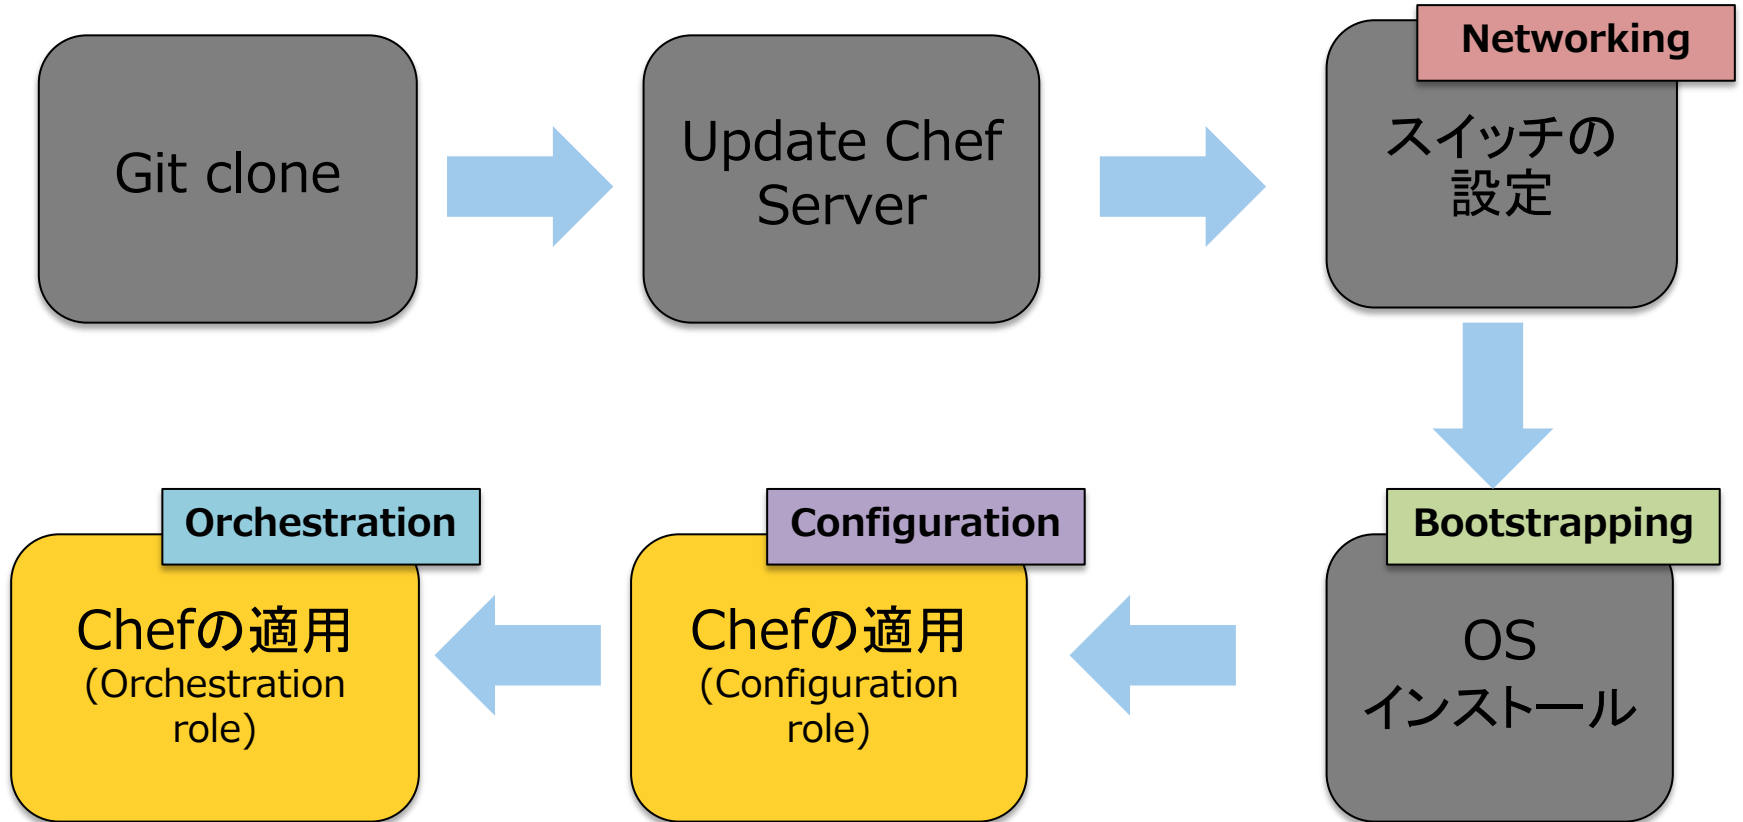 Git clone
Update Chef
Server
Networking
スイッチの
設定
Bootstrapping
OS
インストール
Configuration
Chefの適用
(Configuration
role)
Orchestration
Chefの適用
(Orchestration
role)